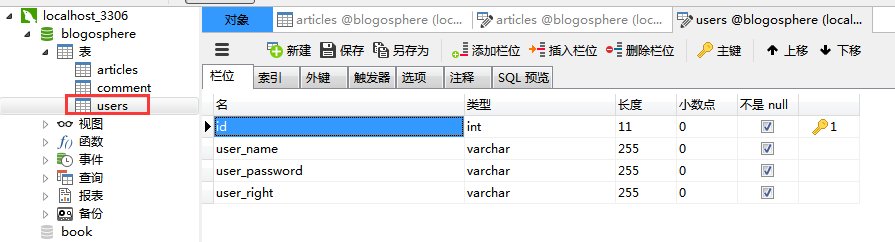 localhost_3306
blogosphere
表
articles
comment
users
视图
函数
事件
查询
报表
备份
book
对象 articles @blogosphere (loc... articles @blogosphere (loc... users @blogosphere (local...
新建 保存 另存为 添加栏位 插入栏位 删除栏位 主键 上移 下移
栏位 索引 外键 触发器 选项 注释 SQL 预览
名 类型 长度 小数点 不是 null
id int 11 0 1
user_name varchar 255 0
user_password varchar 255 0
user_right varchar 255 0